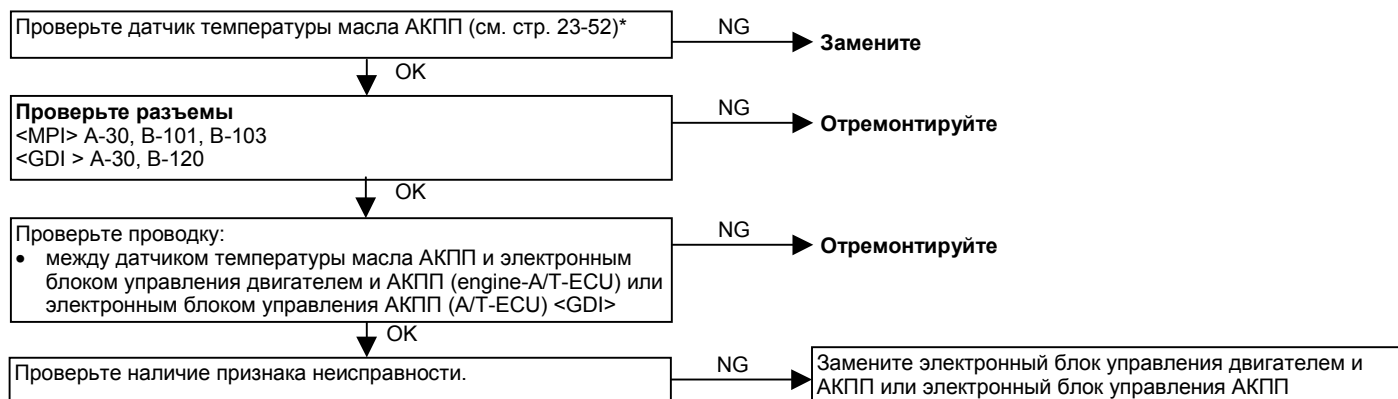 Проверьте датчик температуры масла АКПП (см. стр. 23-52)*
NG
Замените
OK
Проверьте разъемы
<MPI> A-30, B-101, B-103
<GDI > A-30, B-120
NG
Отремонтируйте
OK
Проверьте проводку:
• между датчиком температуры масла АКПП и электронным
блоком управления двигателем и АКПП (engine-A/T-ECU) или
электронным блоком управления АКПП (A/T-ECU) <GDI>
NG
Отремонтируйте
OK
Проверьте наличие признака неисправности.
NG
Замените электронный блок управления двигателем и
АКПП или электронный блок управления АКПП